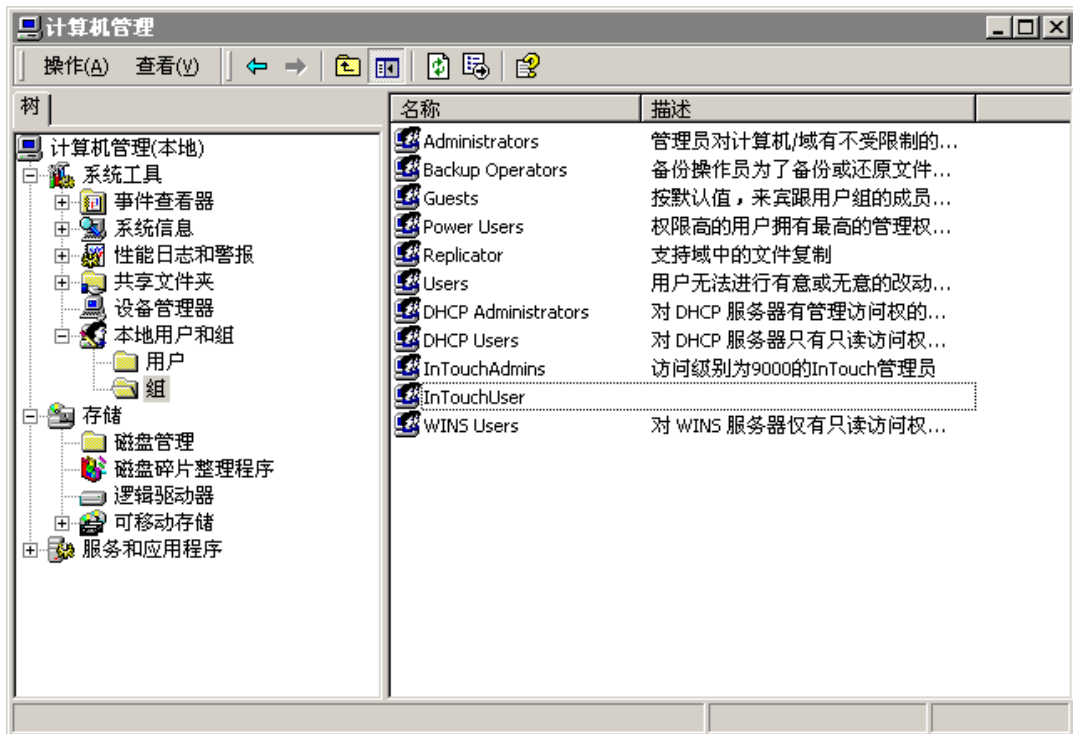 计算机管理
操作(A) 查看(V)
树
计算机管理(本地)
系统工具
事件查看器
系统信息
性能日志和警报
共享文件夹
设备管理器
本地用户和组
用户
组
存储
磁盘管理
磁盘碎片整理程序
逻辑驱动器
可移动存储
服务和应用程序
名称 描述
Administrators 管理员对计算机/域有不受限制的...
Backup Operators 备份操作员为了备份或还原文件...
Guests 按默认值，来宾跟用户组的成员...
Power Users 权限高的用户拥有最高的管理权...
Replicator 支持域中的文件复制
Users 用户无法进行有意或无意的改动...
DHCP Administrators 对 DHCP 服务器有管理访问权的...
DHCP Users 对 DHCP 服务器只有只读访问权...
InTouchAdmins 访问级别为9000的InTouch管理员
InTouchUser
WINS Users 对 WINS 服务器仅有只读访问权...